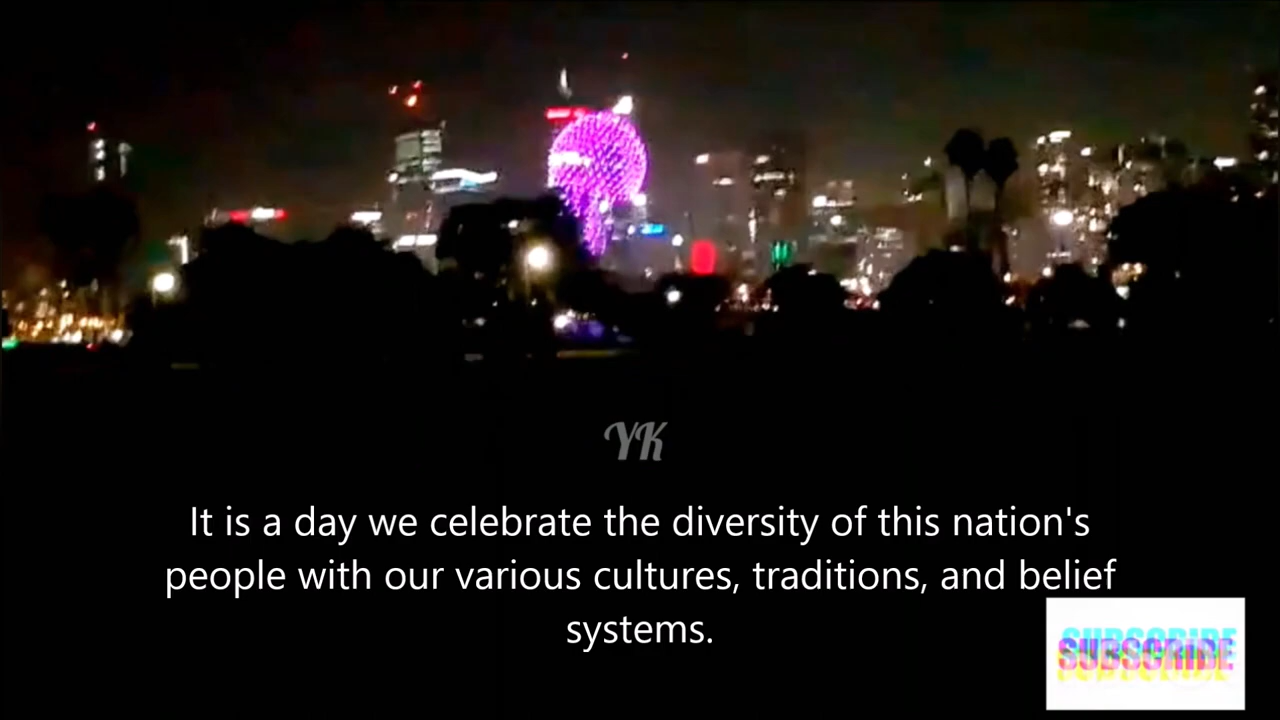 YK
It is a day we celebrate the diversity of this nation's
people with our various cultures, traditions, and belief
systems.
SUBSCRIBE